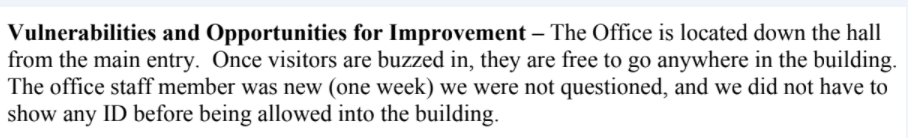 Vulnerabilities and Opportunities for Improvement – The Office is located down the hall
from the main entry.  Once visitors are buzzed in, they are free to go anywhere in the building.
The office staff member was new (one week) we were not questioned, and we did not have to
show any ID before being allowed into the building.